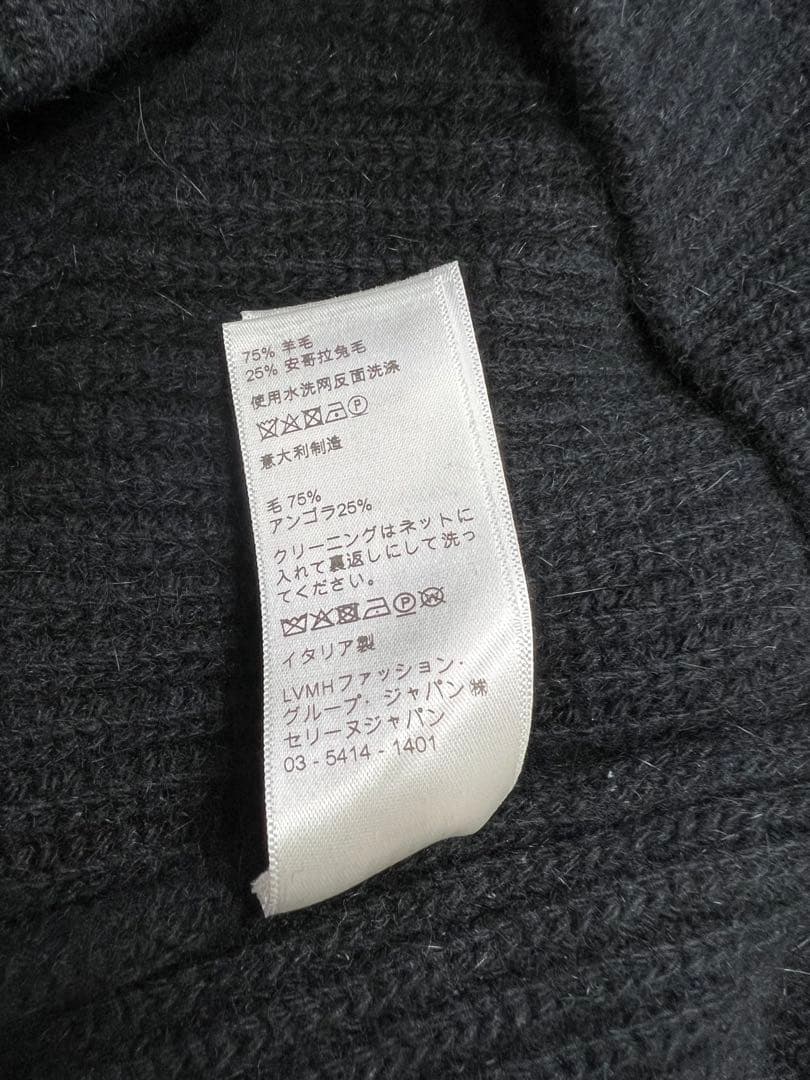 75% 羊毛
25% 安哥拉兔毛
使用水洗网反面洗涤
P
意大利制造
毛 75%
アンゴラ25%
クリーニングはネットに
入れて裏返しにして洗っ
てください。
P W
イタリア製
LVMHファッション・
グループ・ジャパン㈱
セリーヌジャパン
03 - 5414 - 1401